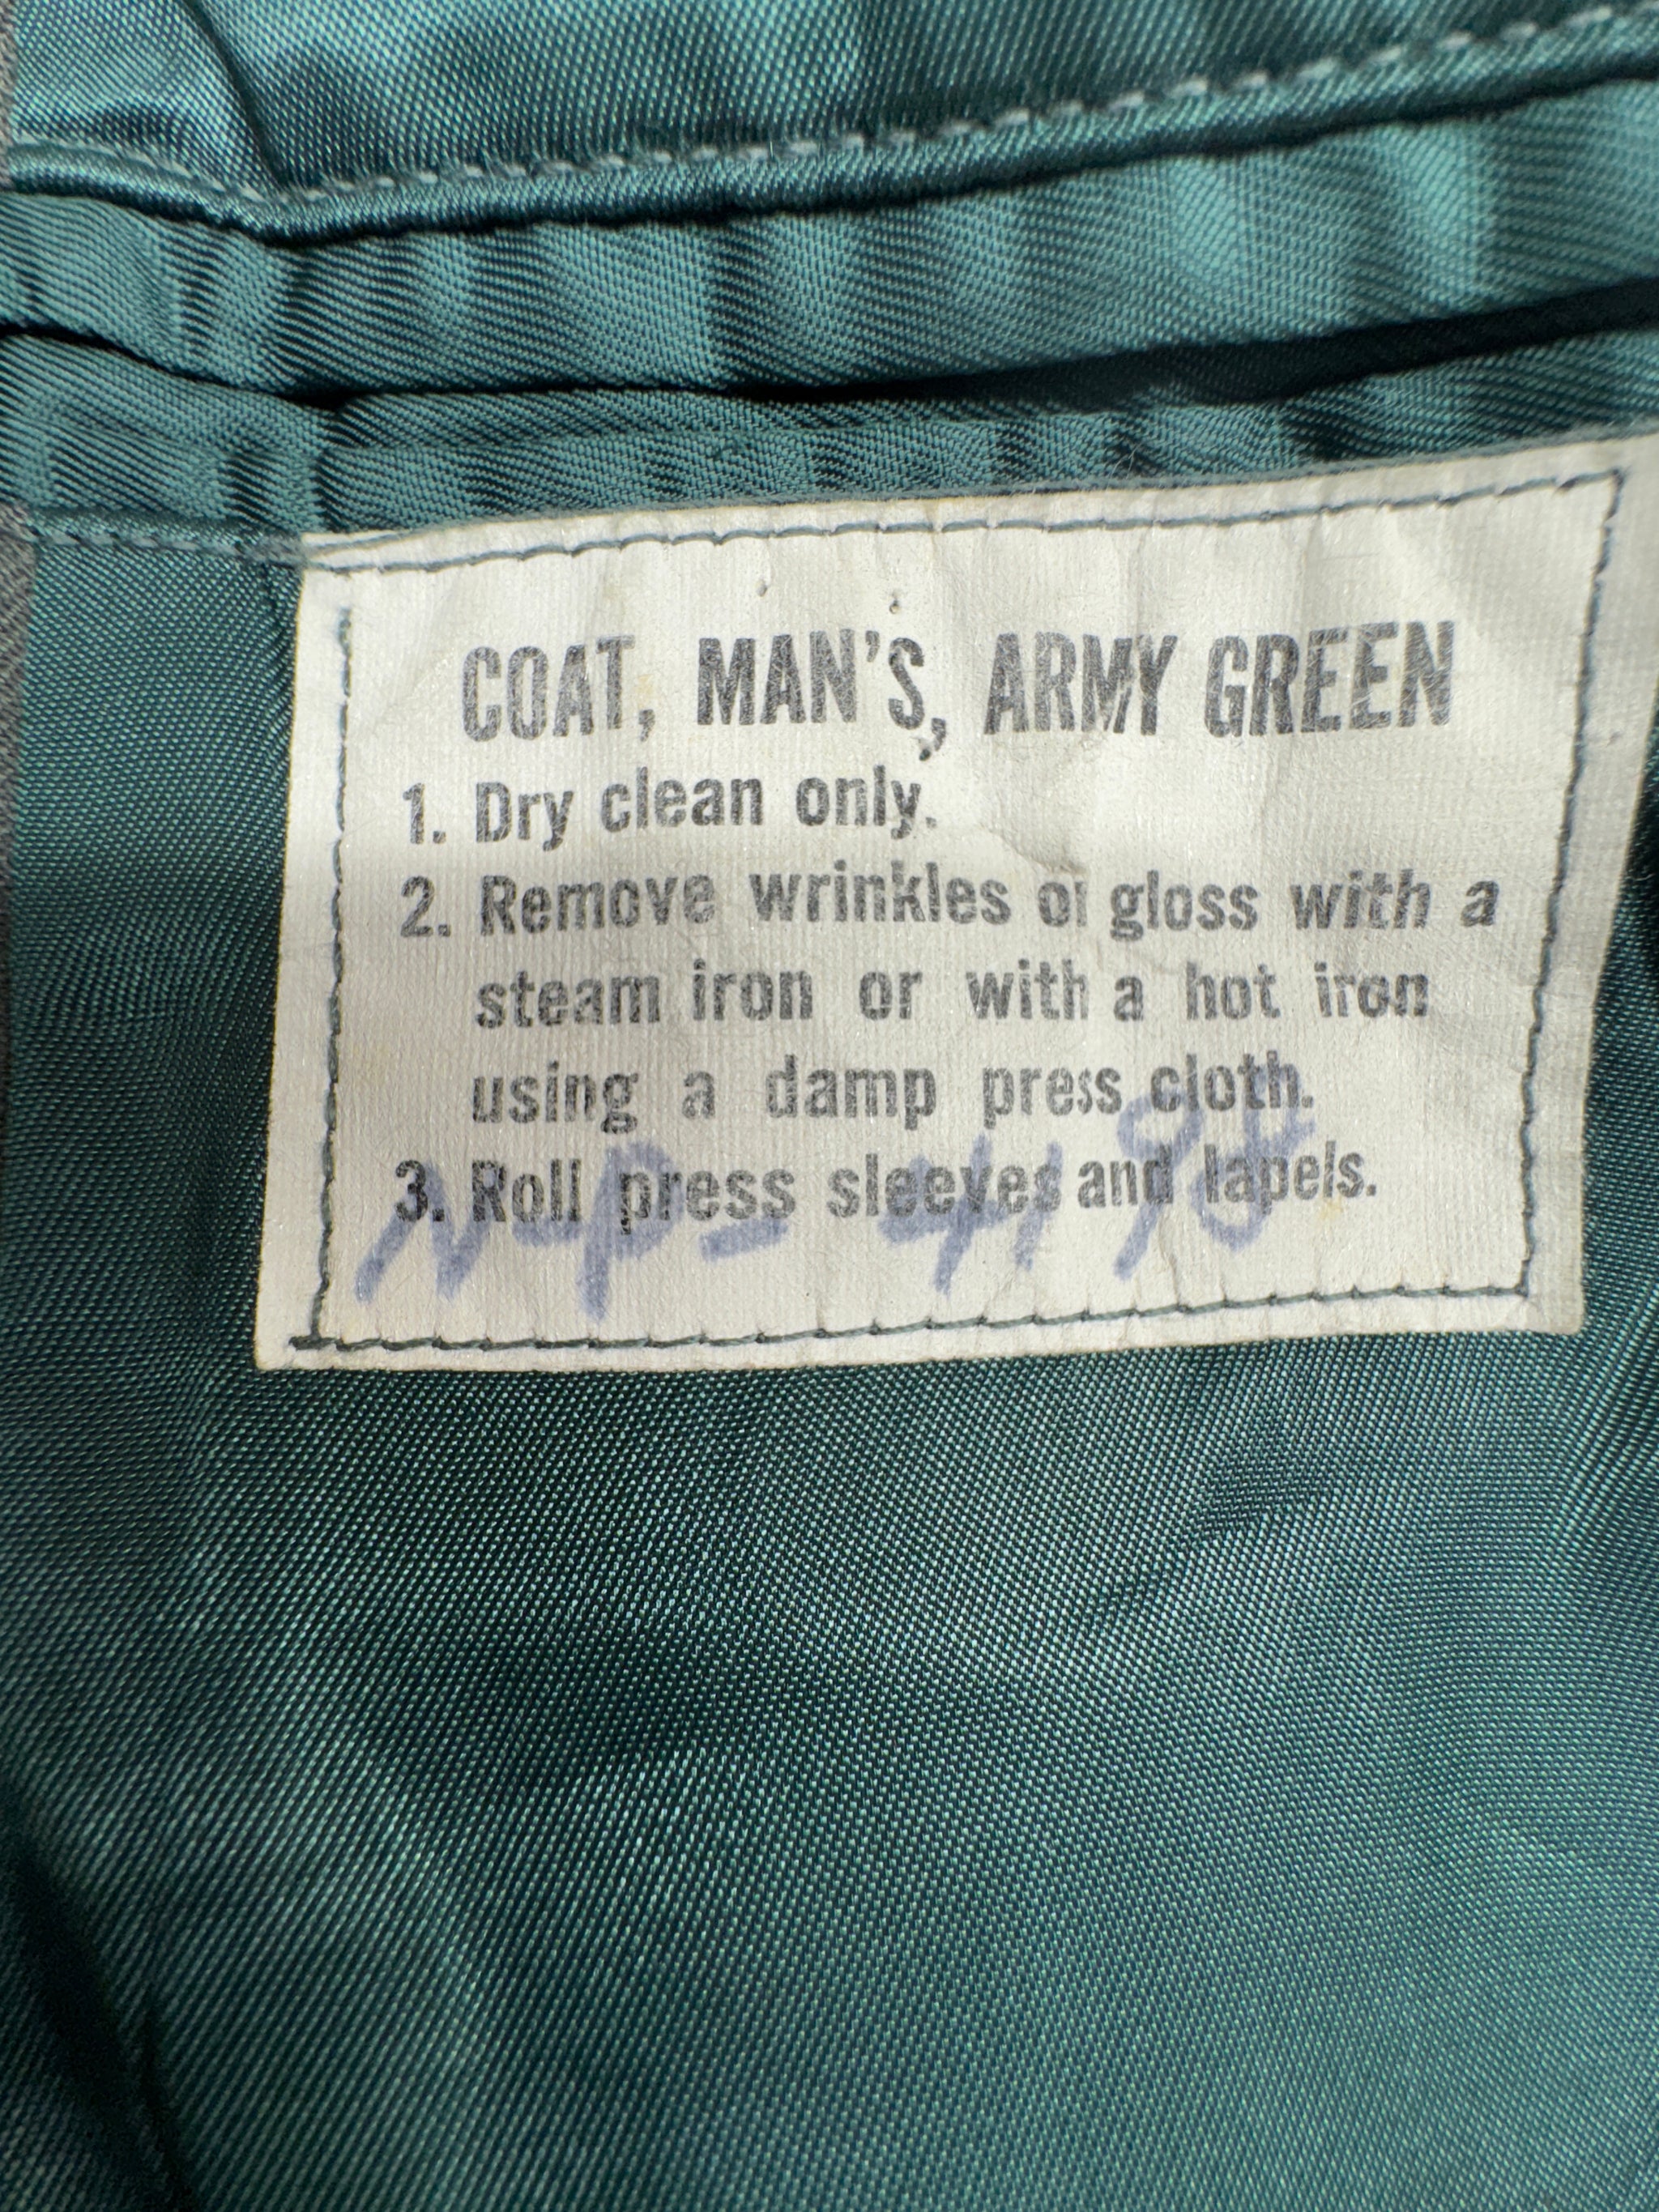 COAT, MAN'S, ARMY GREEN
1. Dry clean only.
2. Remove wrinkles or gloss with a
steam iron or with a hot iron
using a damp press cloth.
3. Roll press sleeves and lapels.